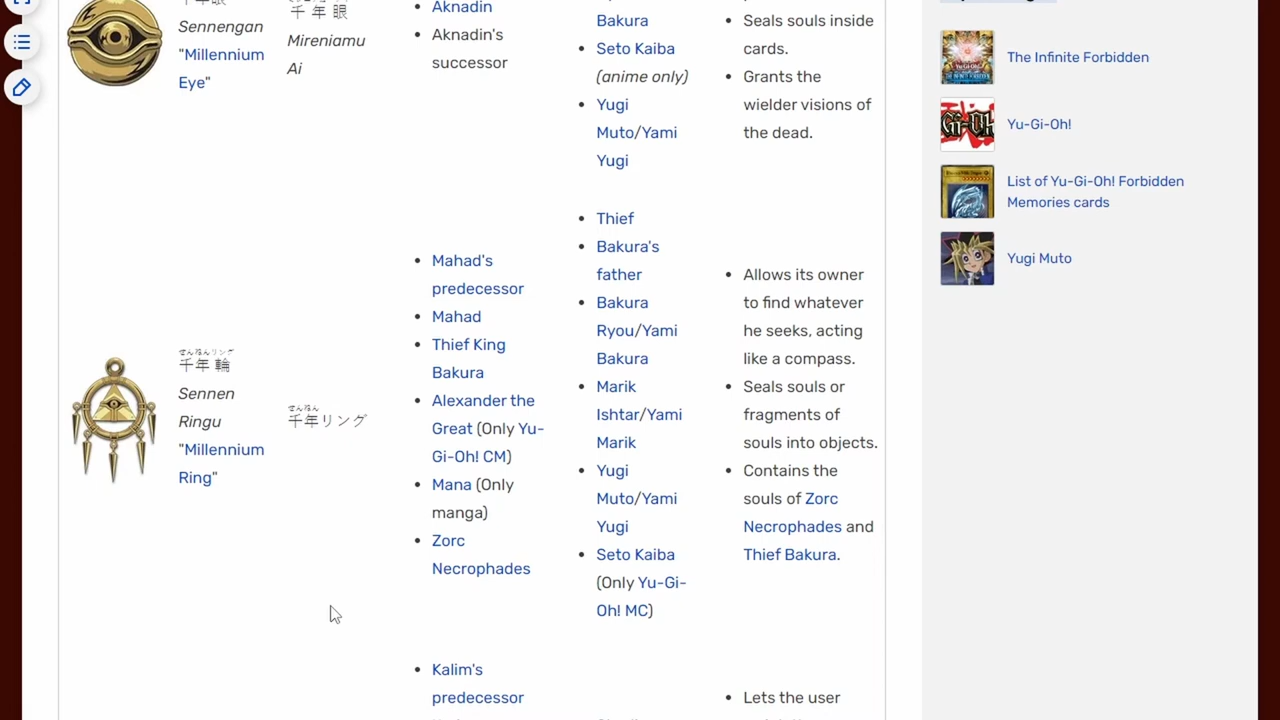 Sennengan
"Millennium
Eye"
千年眼
Mireniamu
Ai
Aknadin
Aknadin's
successor
Bakura
Seto Kaiba
(anime only)
Yugi
Muto/Yami
Yugi
Seals souls inside
cards.
Grants the
wielder visions of
the dead.
せんねんリング
千年輪
Sennen
Ringu
"Millennium
Ring"
せんねん
千年リング
Mahad's
predecessor
Mahad
Thief King
Bakura
Alexander the
Great (Only Yu-
Gi-Oh! CM)
Mana (Only
manga)
Zorc
Necrophades
Thief
Bakura's
father
Bakura
Ryou/Yami
Bakura
Marik
Ishtar/Yami
Marik
Yugi
Muto/Yami
Yugi
Seto Kaiba
(Only Yu-Gi-
Oh! MC)
Allows its owner
to find whatever
he seeks, acting
like a compass.
Seals souls or
fragments of
souls into objects.
Contains the
souls of Zorc
Necrophades and
Thief Bakura.
Kalim's
predecessor
Lets the user
The Infinite Forbidden
Yu-Gi-Oh!
List of Yu-Gi-Oh! Forbidden
Memories cards
Yugi Muto